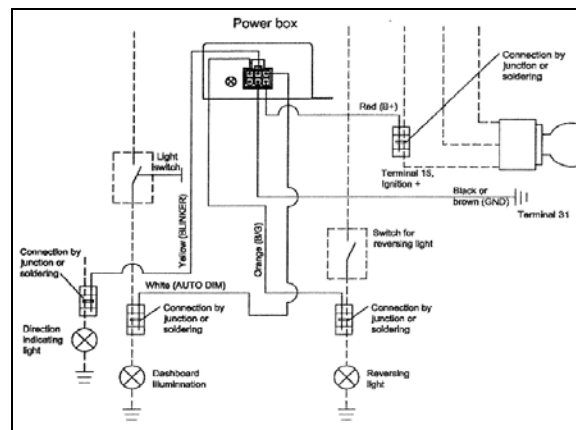 Power box
Connection by
junction or
soldering
Red (B+)
Light
switch
Terminal 15,
Ignition +
Black or
brown (GND)
Terminal 31
Yellow (BLINKER)
Orange (B/G)
Switch for
reversing light
Connection by
junction or
soldering
White (AUTO DIM)
Connection by
junction or
soldering
Connection by
junction or
soldering
Direction
indicating
light
Dashboard
illuminnation
Reversing
light